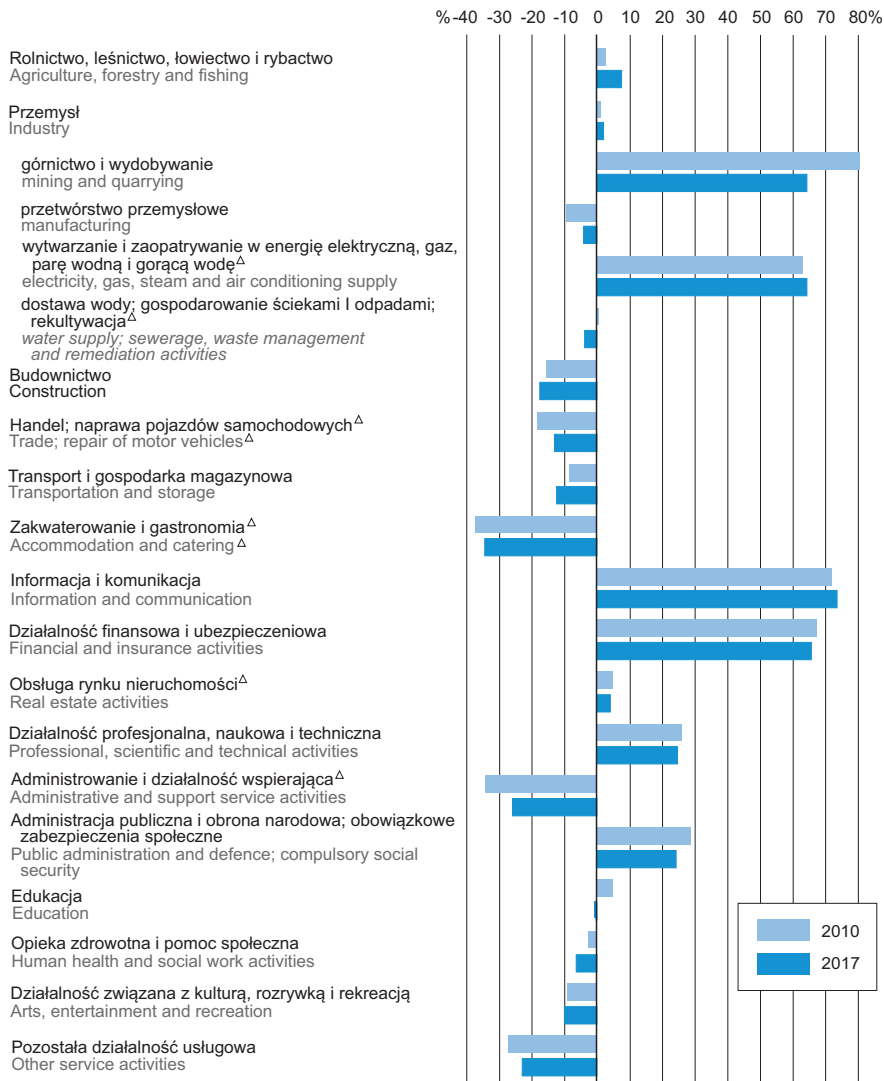 % -40 -30 -20 -10 0 10 20 30 40 50 60 70 80%
Rolnictwo, leśnictwo, łowiectwo i rybactwo
Agriculture, forestry and fishing
Przemysł
Industry
górnictwo i wydobywanie
mining and quarrying
przetwórstwo przemysłowe
manufacturing
wytwarzanie i zaopatrywanie w energię elektryczną, gaz,
parę wodną i gorącą wodę△
electricity, gas, steam and air conditioning supply
dostawa wody; gospodarowanie ściekami I odpadami;
rekultywacja△
water supply; sewerage, waste management
and remediation activities
Budownictwo
Construction
Handel; naprawa pojazdów samochodowych△
Trade; repair of motor vehicles△
Transport i gospodarka magazynowa
Transportation and storage
Zakwaterowanie i gastronomia△
Accommodation and catering△
Informacja i komunikacja
Information and communication
Działalność finansowa i ubezpieczeniowa
Financial and insurance activities
Obsługa rynku nieruchomości△
Real estate activities
Działalność profesjonalna, naukowa i techniczna
Professional, scientific and technical activities
Administrowanie i działalność wspierająca△
Administrative and support service activities
Administracja publiczna i obrona narodowa; obowiązkowe
zabezpieczenia społeczne
Public administration and defence; compulsory social
security
Edukacja
Education
Opieka zdrowotna i pomoc społeczna
Human health and social work activities
Działalność związana z kulturą, rozrywką i rekreacją
Arts, entertainment and recreation
Pozostała działalność usługowa
Other service activities
2010
2017